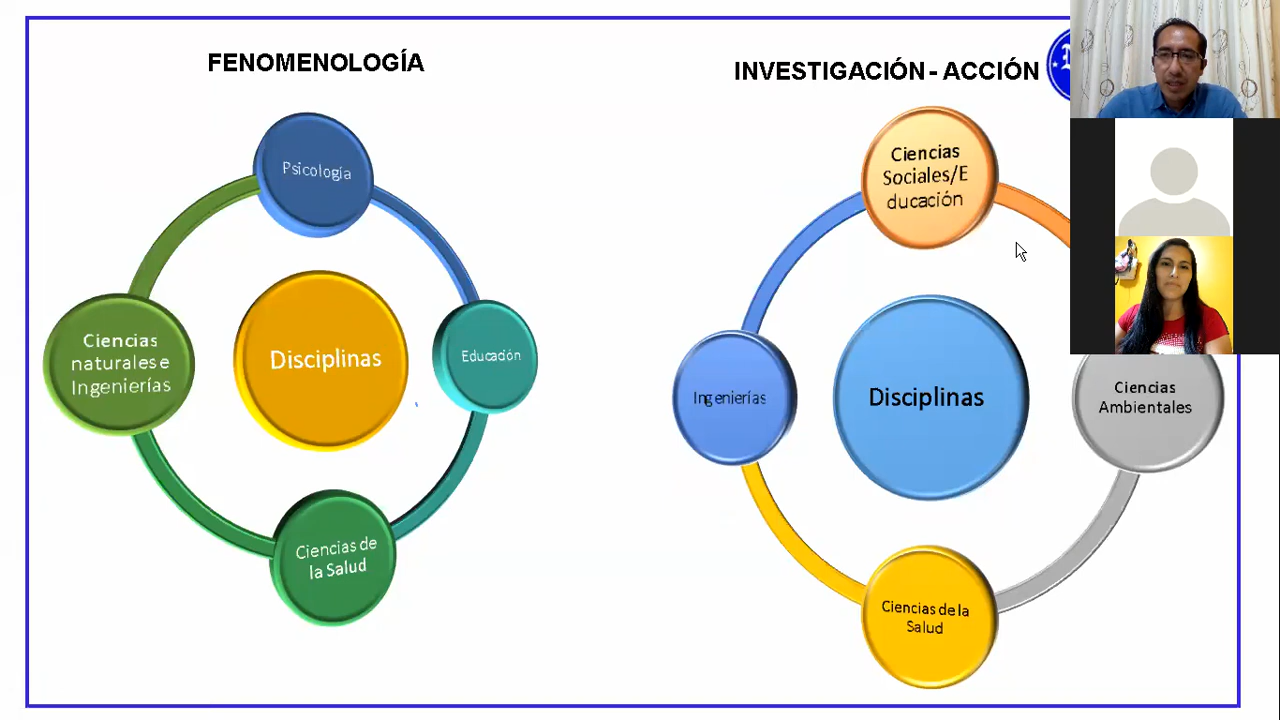 FENOMENOLOGÍA
Psicología
Ciencias
naturales e
Ingenierías
Disciplinas
Educación
Ciencias de
la Salud
INVESTIGACIÓN - ACCIÓN
Ciencias
Sociales/E
ducación
Ingenierías
Disciplinas
Ciencias
Ambientales
Ciencias de la
Salud